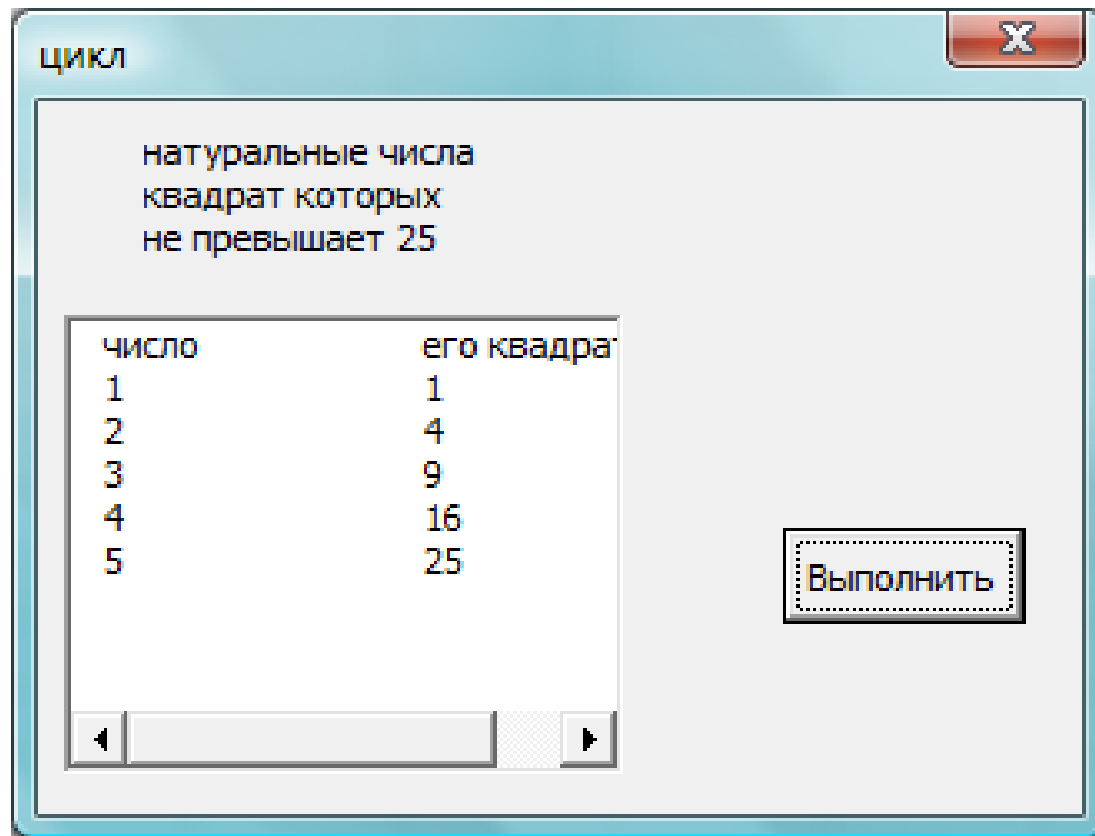 цикл
натуральные числа
квадрат которых
не превышает 25
число его квадрат
1 1
2 4
3 9
4 16
5 25
Выполнить